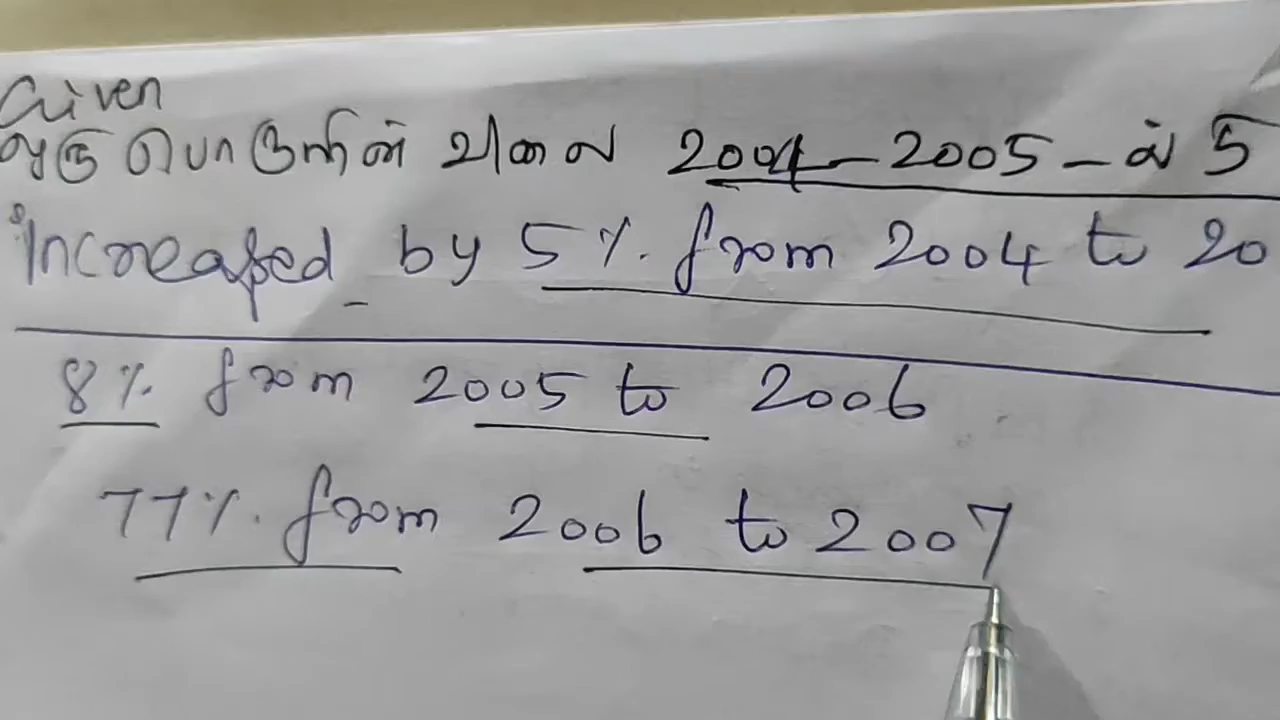 Given
ஒரு பொருளின் விலை 2004-2005-ல் 5
Increased by 5%. from 2004 to 20
8% from 2005 to 2006
77%. from 2006 to 2007